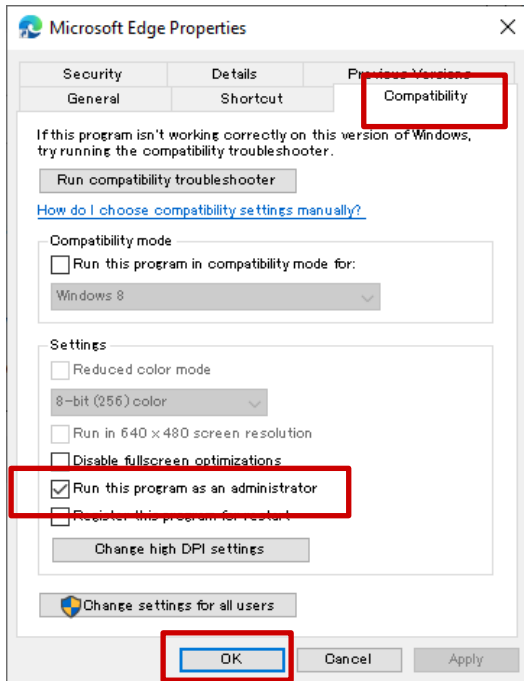 Microsoft Edge Properties
Security Details Previous Versions
General Shortcut Compatibility
If this program isn't working correctly on this version of Windows,
try running the compatibility troubleshooter.
Run compatibility troubleshooter
How do I choose compatibility settings manually?
Compatibility mode
Run this program in compatibility mode for:
Windows 8
Settings
Reduced color mode
8-bit (256) color
Run in 640 x 480 screen resolution
Disable fullscreen optimizations
Run this program as an administrator
Register this program for restart
Change high DPI settings
Change settings for all users
OK Cancel Apply